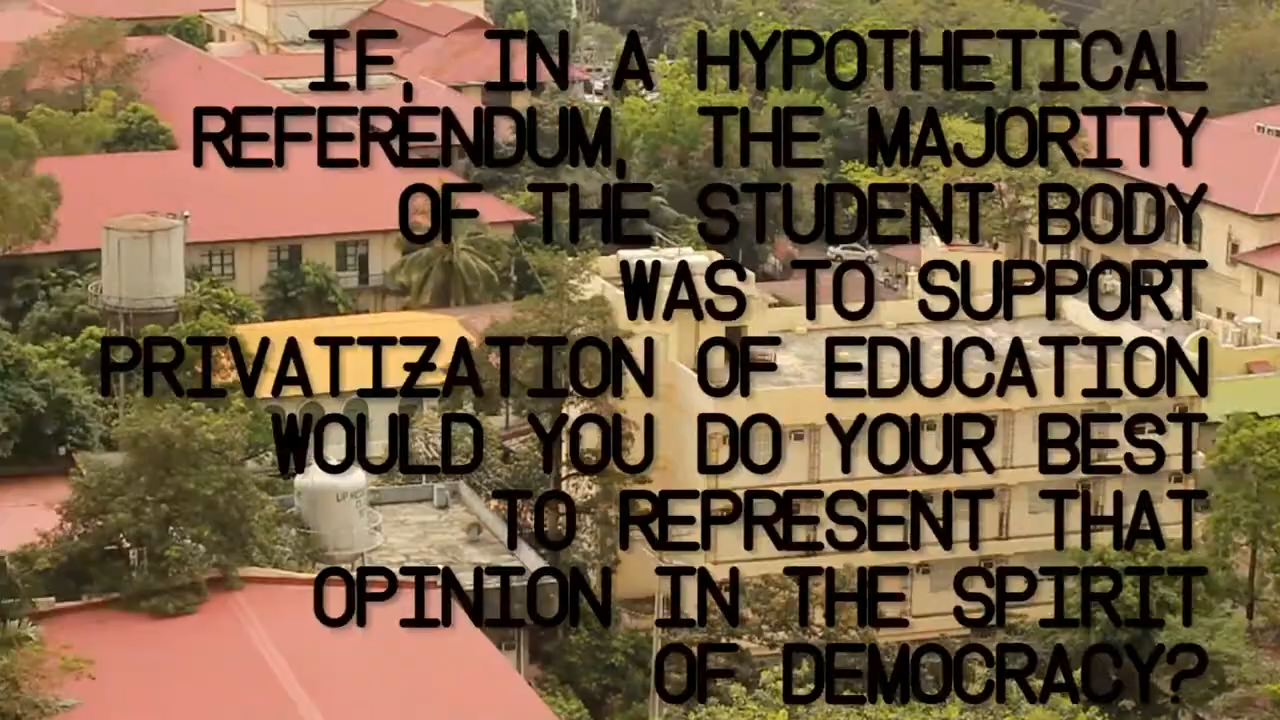 IF, IN A HYPOTHETICAL
REFERENDUM, THE MAJORITY
OF THE STUDENT BODY
WAS TO SUPPORT
PRIVATIZATION OF EDUCATION
WOULD YOU DO YOUR BEST
TO REPRESENT THAT
OPINION IN THE SPIRIT
OF DEMOCRACY?